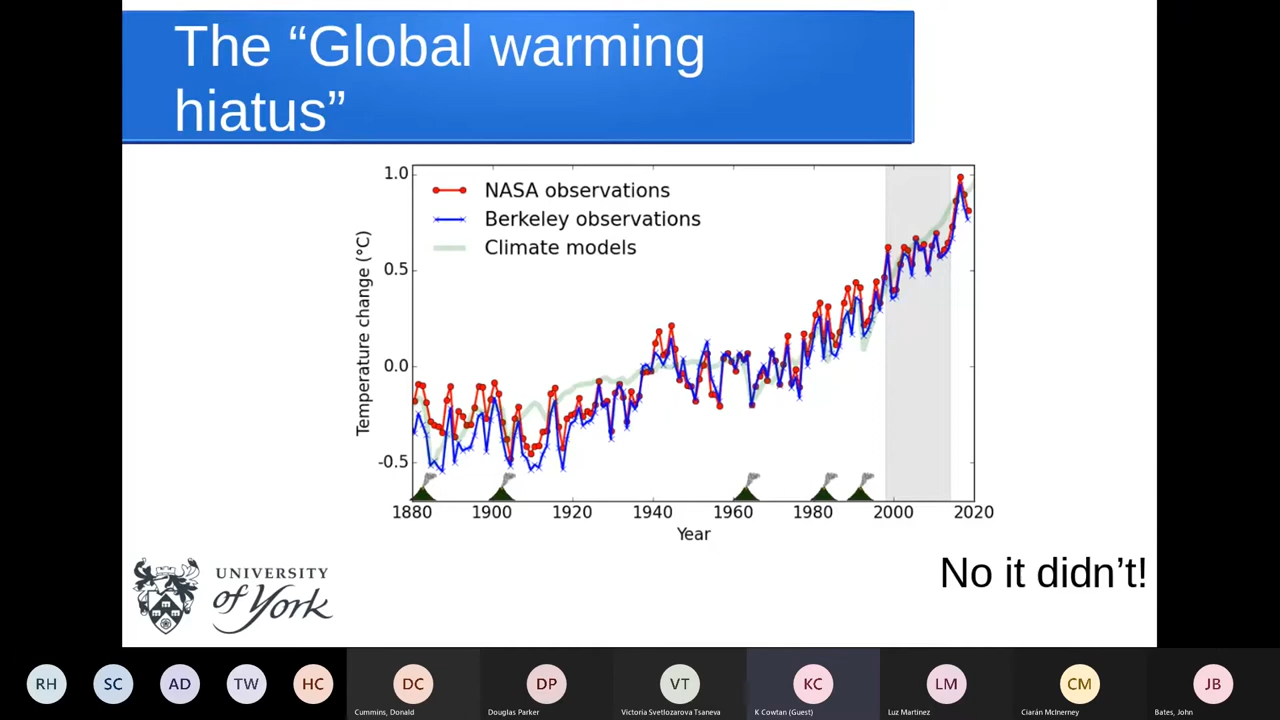 The “Global warming
hiatus”
NASA observations
Berkeley observations
Climate models
1.0
0.5
0.0
-0.5
Temperature change (°C)
1880 1900 1920 1940 1960 1980 2000 2020
Year
No it didn’t!
UNIVERSITY
of York
RH SC AD TW HC DC DP VT KC LM CM JB
Cummins, Donald Douglas Parker Victoria Svetlozarova Tsaneva K Cowtan (Guest) Luz Martinez Ciarán McInerney Bates, John